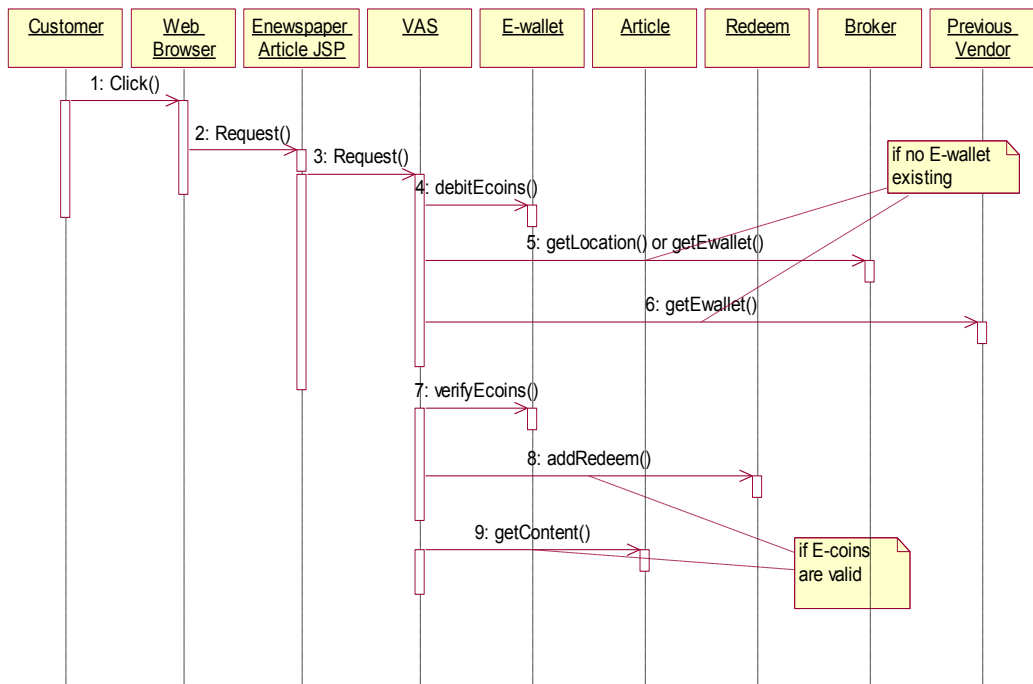 Customer
Web
Browser
Enewspaper
Article JSP
VAS
E-wallet
Article
Redeem
Broker
Previous
Vendor
1: Click()
2: Request()
3: Request()
if no E-wallet
existing
4: debitEcoins()
5: getLocation() or getEwallet()
6: getEwallet()
7: verifyEcoins()
8: addRedeem()
9: getContent()
if E-coins
are valid